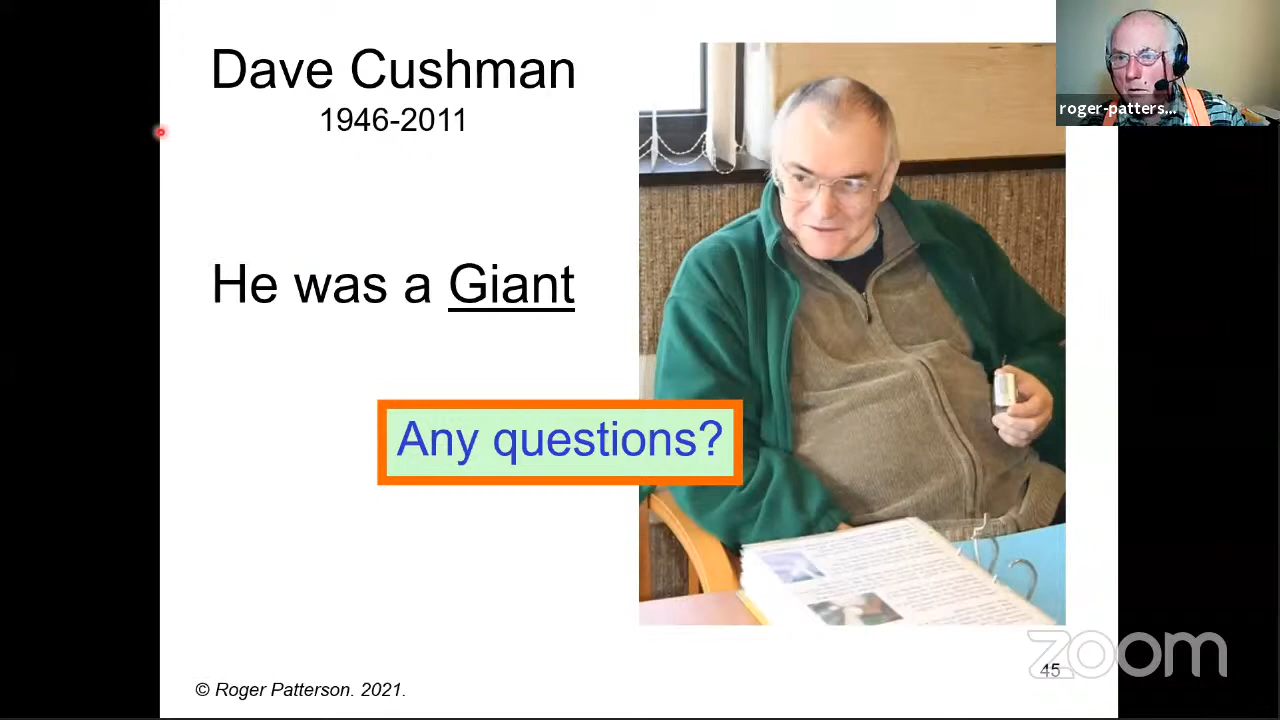 Dave Cushman
1946-2011
roger-patters...
He was a Giant
Any questions?
45
zoom
© Roger Patterson. 2021.